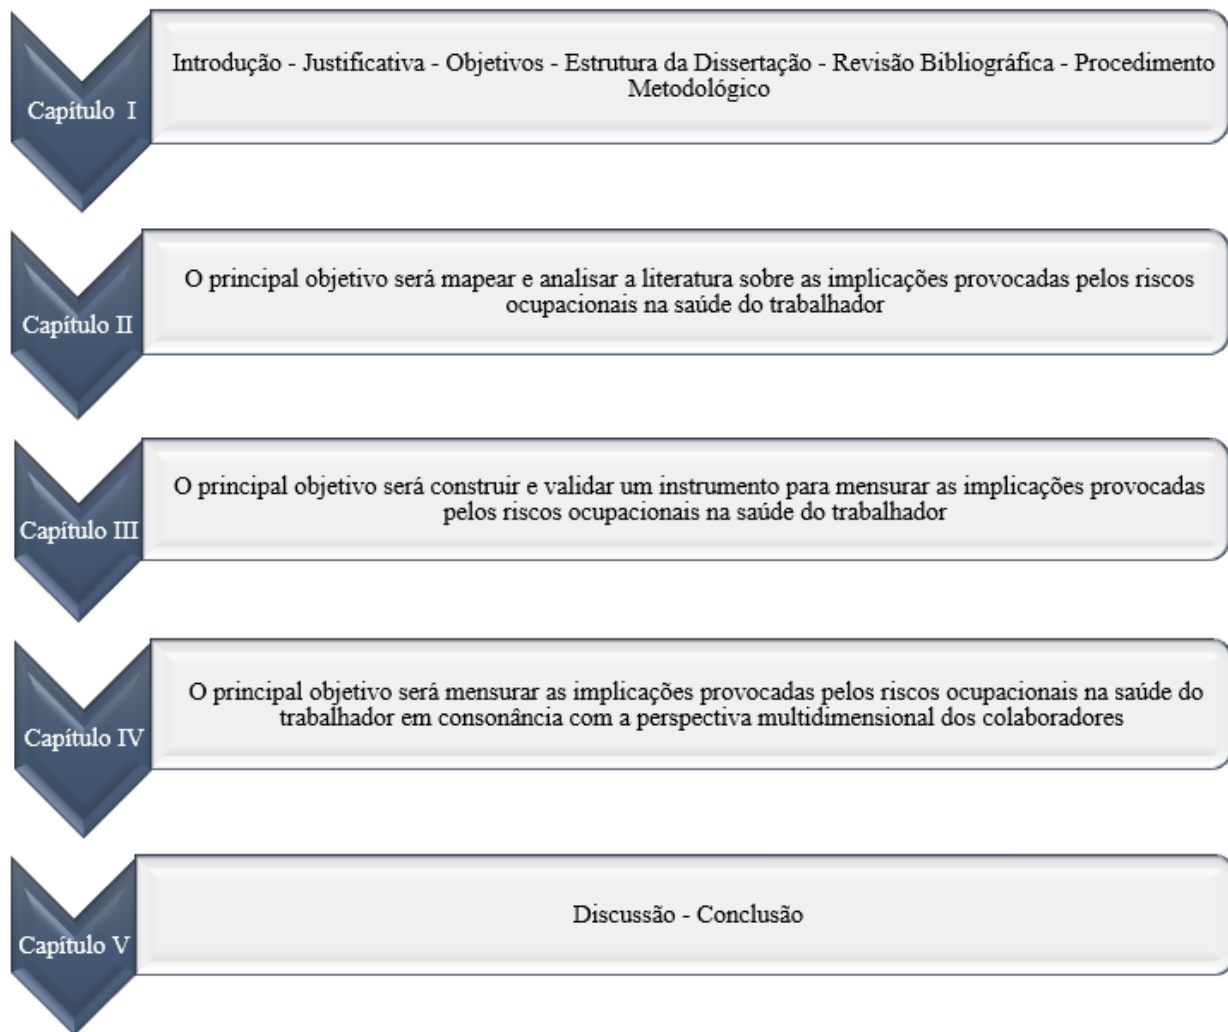 Capítulo I
Introdução - Justificativa - Objetivos - Estrutura da Dissertação - Revisão Bibliográfica - Procedimento
Metodológico
Capítulo II
O principal objetivo será mapear e analisar a literatura sobre as implicações provocadas pelos riscos
ocupacionais na saúde do trabalhador
Capítulo III
O principal objetivo será construir e validar um instrumento para mensurar as implicações provocadas
pelos riscos ocupacionais na saúde do trabalhador
Capítulo IV
O principal objetivo será mensurar as implicações provocadas pelos riscos ocupacionais na saúde do
trabalhador em consonância com a perspectiva multidimensional dos colaboradores
Capítulo V
Discussão - Conclusão